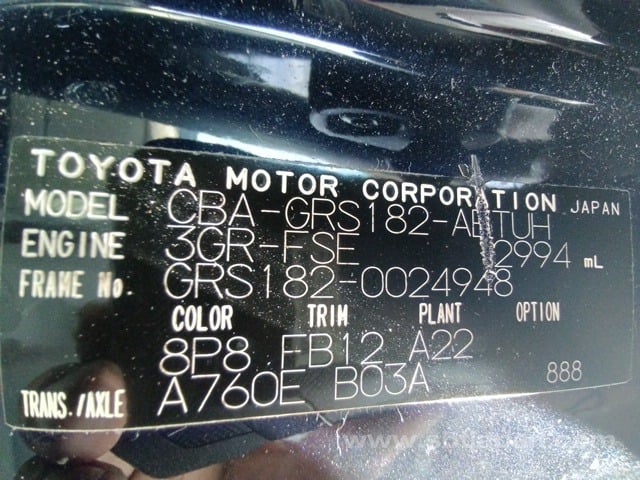 TOYOTA MOTOR CORPORATION JAPAN
MODEL CBA-GRS182-AETUH
ENGINE 3GR-FSE 2994 mL
FRAME No. GRS182-0024948
COLOR TRIM PLANT OPTION
8P8 FB12 A22
TRANS./AXLE A760E B03A 888